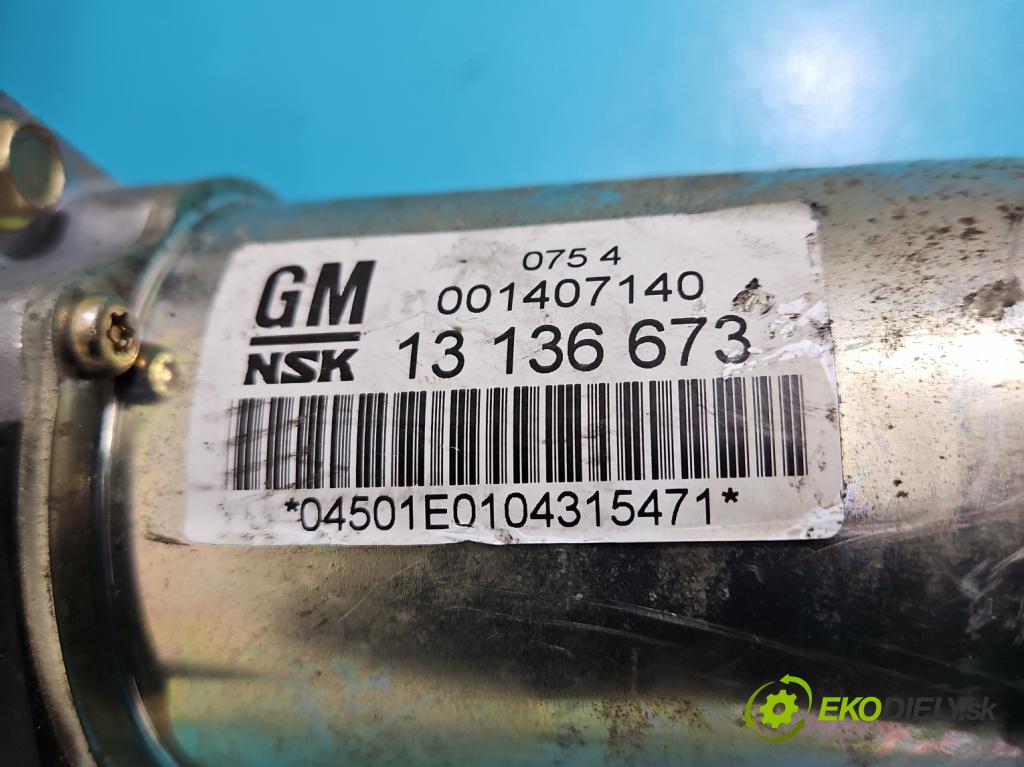 GM
NSK
075 4
001407140
13 136 673
*04501E0104315471*
EKODIELY.sk